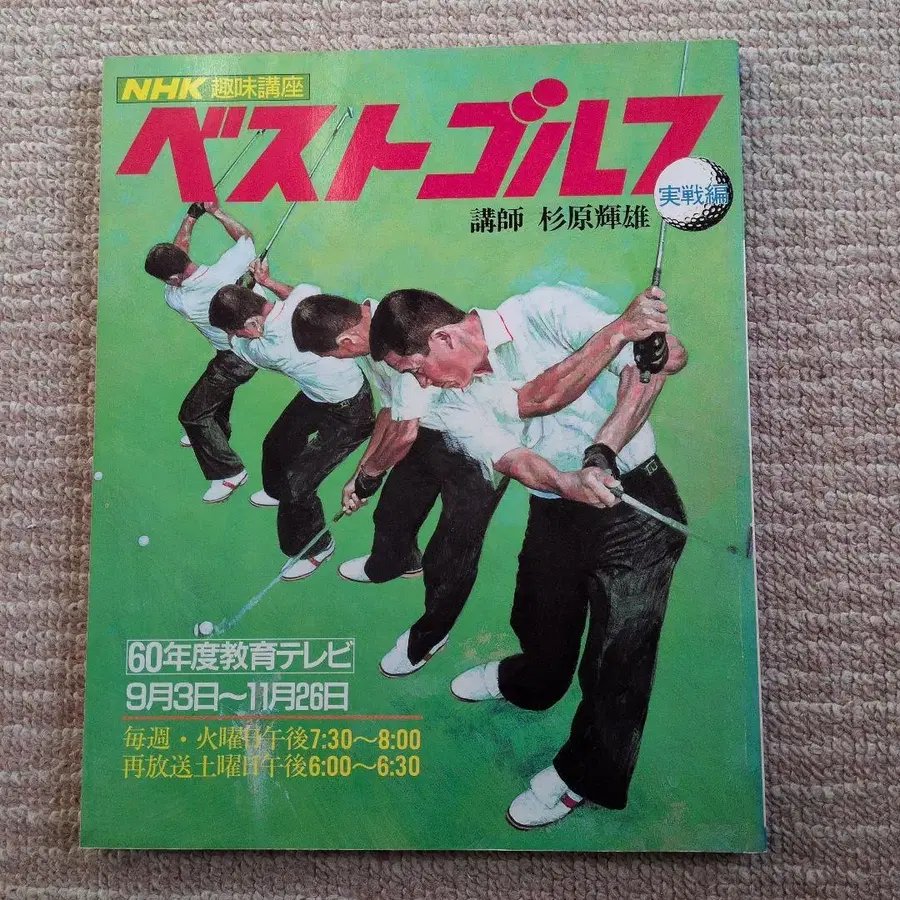 NHK 趣味講座
ベストゴルフ
実戦編
講師 杉原輝雄
60年度教育テレビ
9月3日〜11月26日
毎週・火曜日午後7:30〜8:00
再放送土曜日午後6:00〜6:30